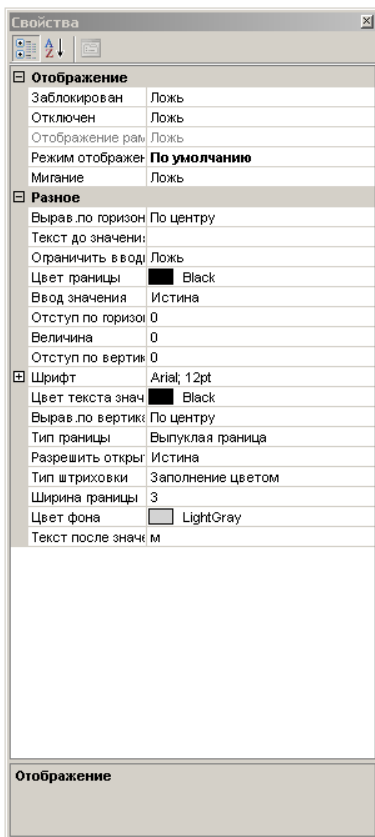 Свойства
Отображение
Заблокирован Ложь
Отключен Ложь
Отображение рам Ложь
Режим отображен По умолчанию
Мигание Ложь
Разное
Вырав.по горизон По центру
Текст до значени
Ограничить вводи Ложь
Цвет границы Black
Ввод значения Истина
Отступ по горизо 0
Величина 0
Отступ по вертик 0
Шрифт Arial; 12pt
Цвет текста знач Black
Вырав.по вертика По центру
Тип границы Выпуклая граница
Разрешить откры Истина
Тип штриховки Заполнение цветом
Ширина границы 3
Цвет фона LightGray
Текст после значе м
Отображение